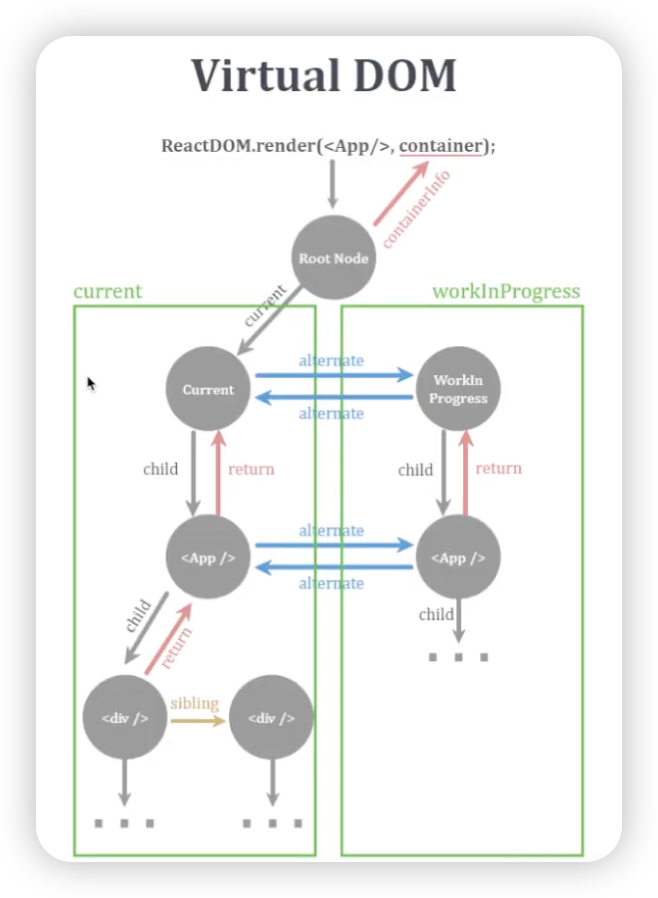 Virtual DOM
ReactDOM.render(<App/>, container);
containerInfo
Root Node
current
workInProgress
current
Current
alternate
alternate
WorkIn
Progress
child
return
child
return
<App />
alternate
alternate
<App />
child
return
child
<div />
sibling
<div />